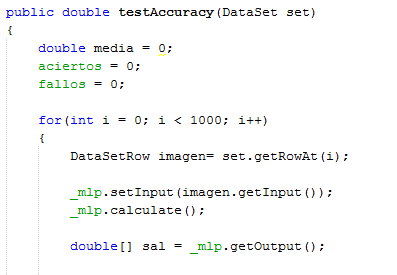 public double testAccuracy(DataSet set)
{
double media = 0;
aciertos = 0;
fallos = 0;
for(int i = 0; i < 1000; i++)
{
DataSetRow imagen= set.getRowAt(i);
_mlp.setInput(imagen.getInput());
_mlp.calculate();
double[] sal = _mlp.getOutput();